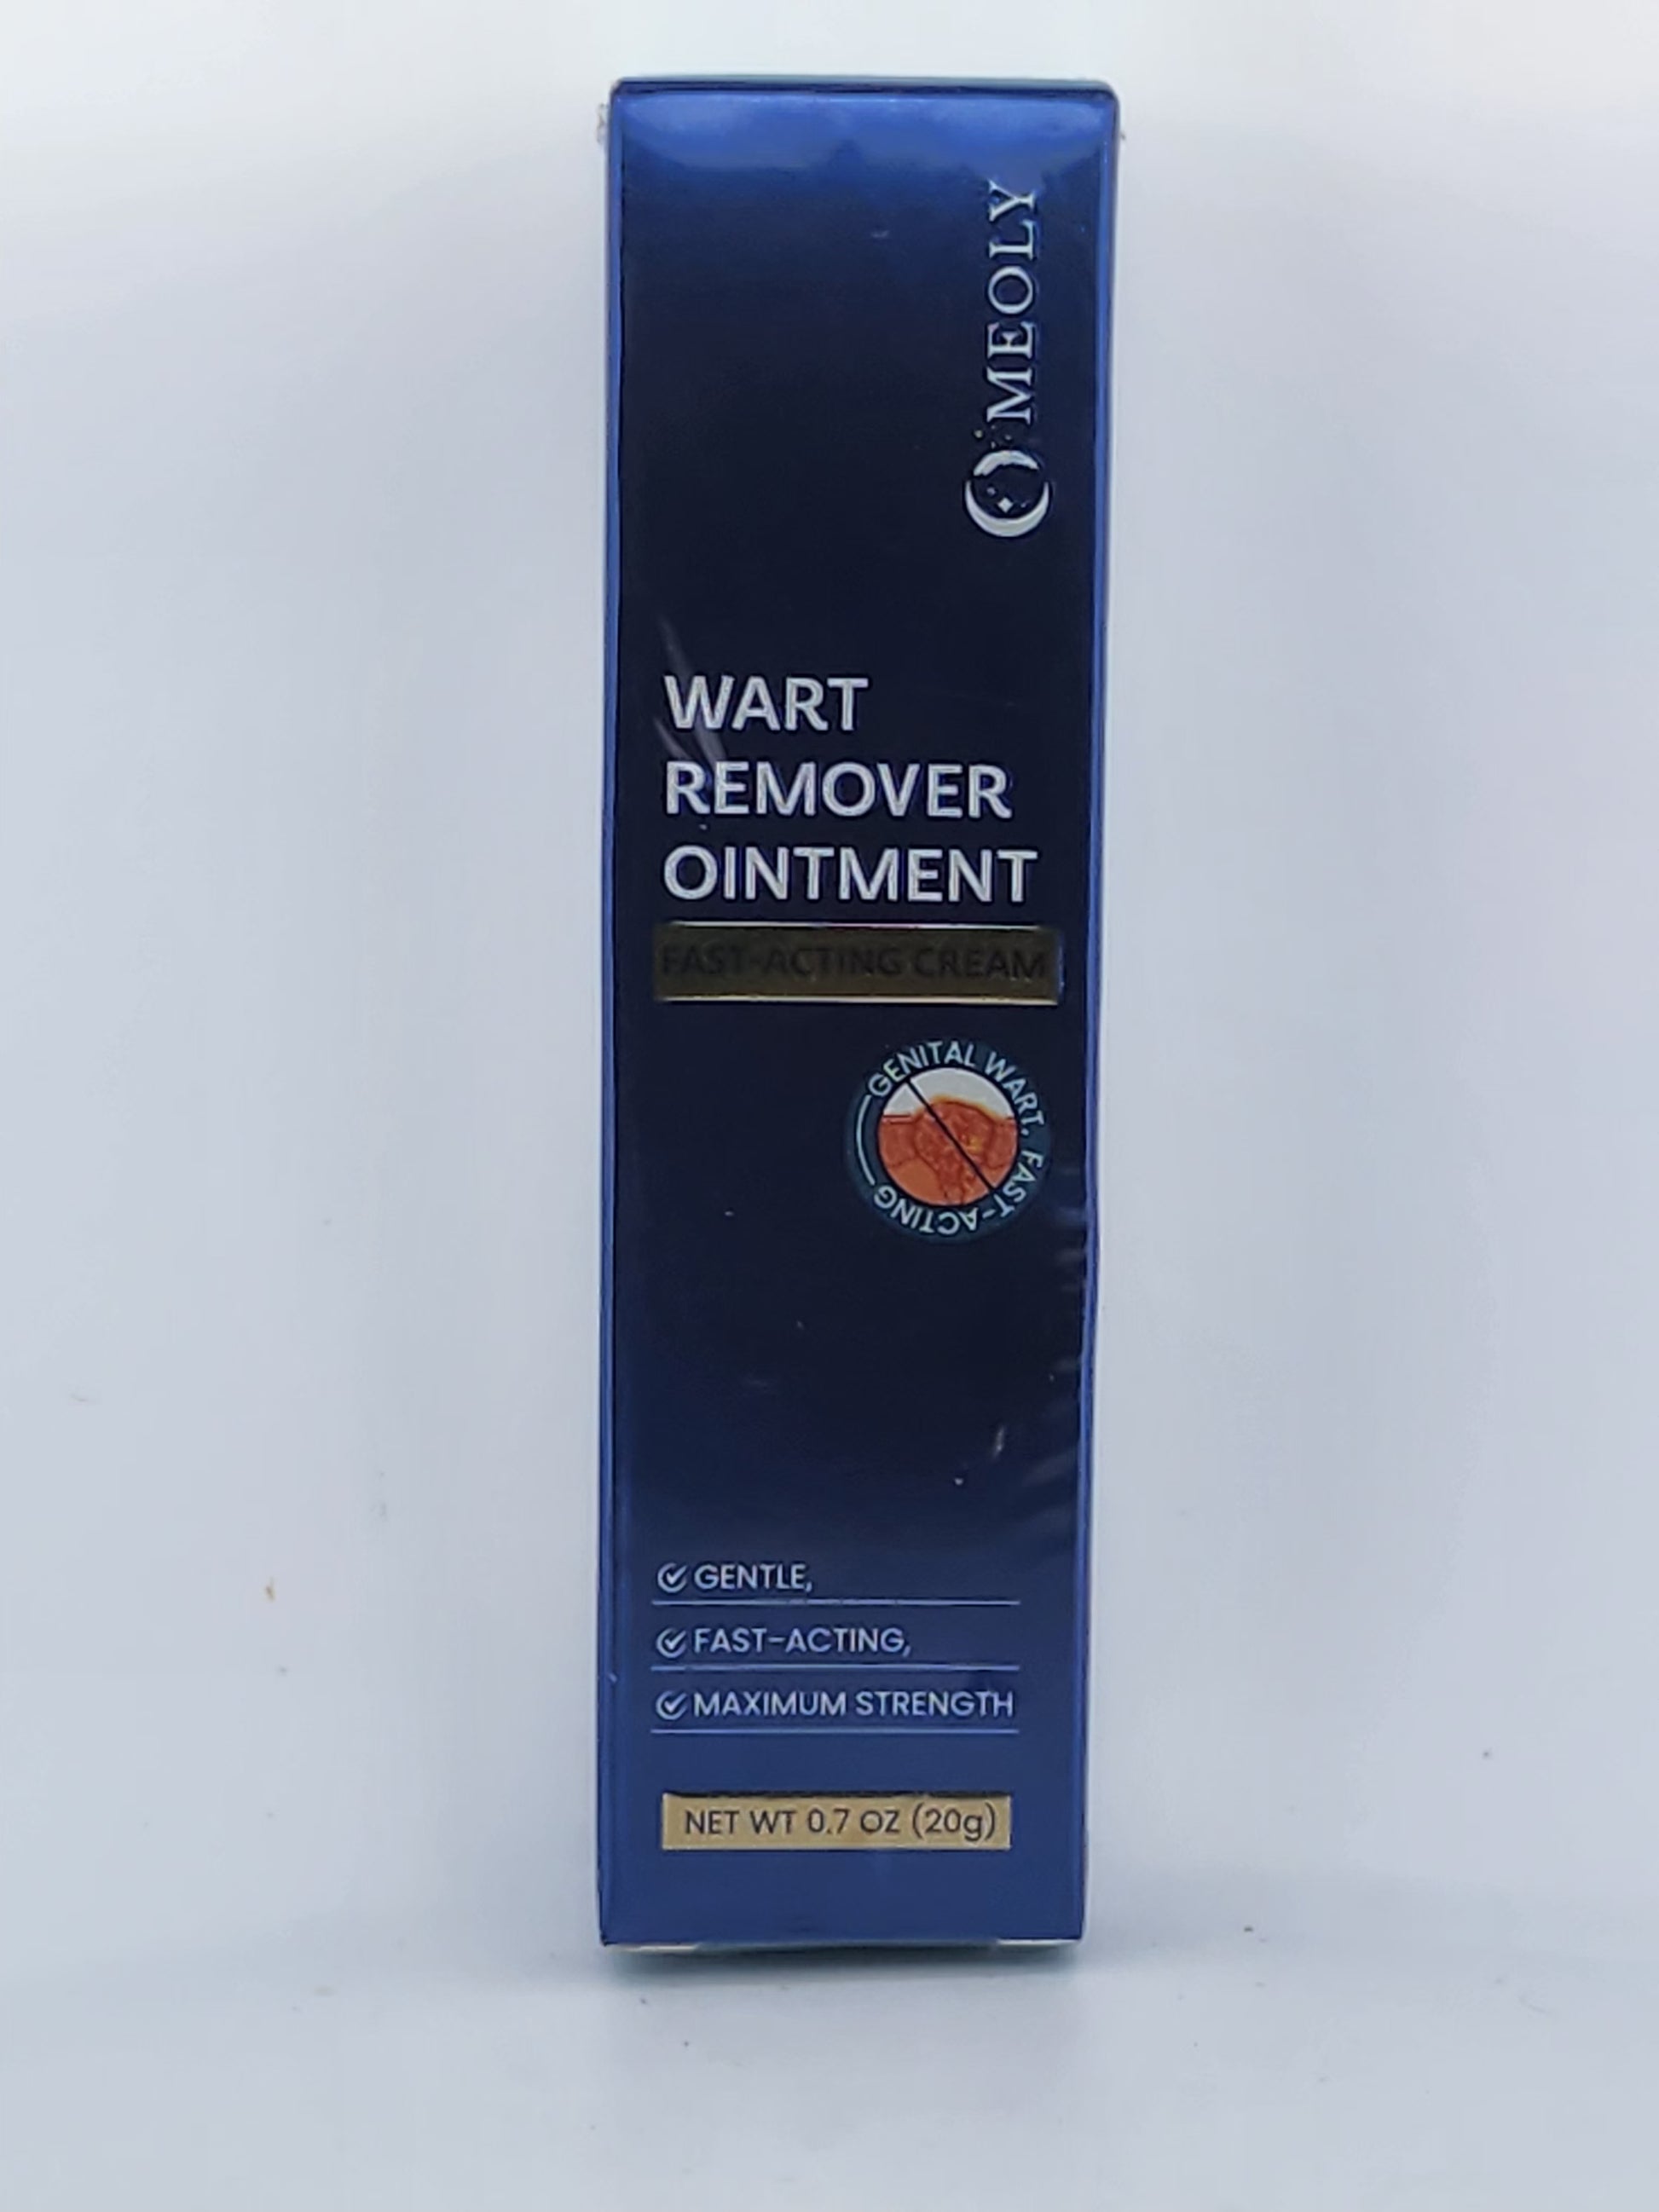 MEOLY
WART
REMOVER
OINTMENT
FAST-ACTING CREAM
GENITAL WART, FAST-ACTING
GENTLE,
FAST-ACTING,
MAXIMUM STRENGTH
NET WT 0.7 OZ (20g)